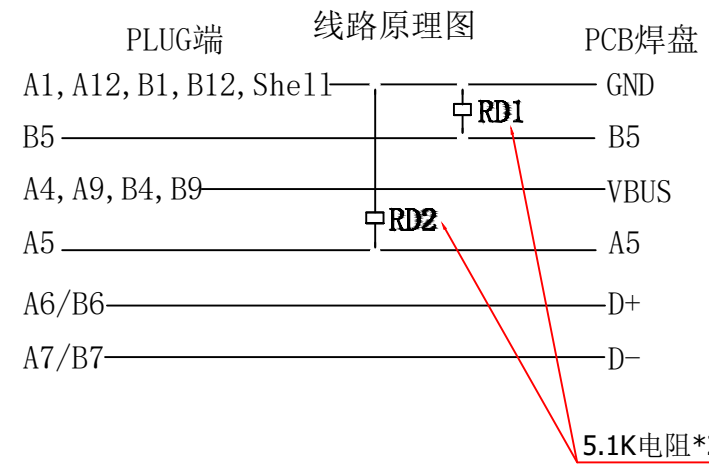 线路原理图
PLUG端 PCB焊盘
A1,A12,B1,B12,Shell GND
RD1
B5 B5
A4,A9,B4,B9 VBUS
RD2
A5 A5
A6/B6 D+
A7/B7 D-
5.1K电阻*